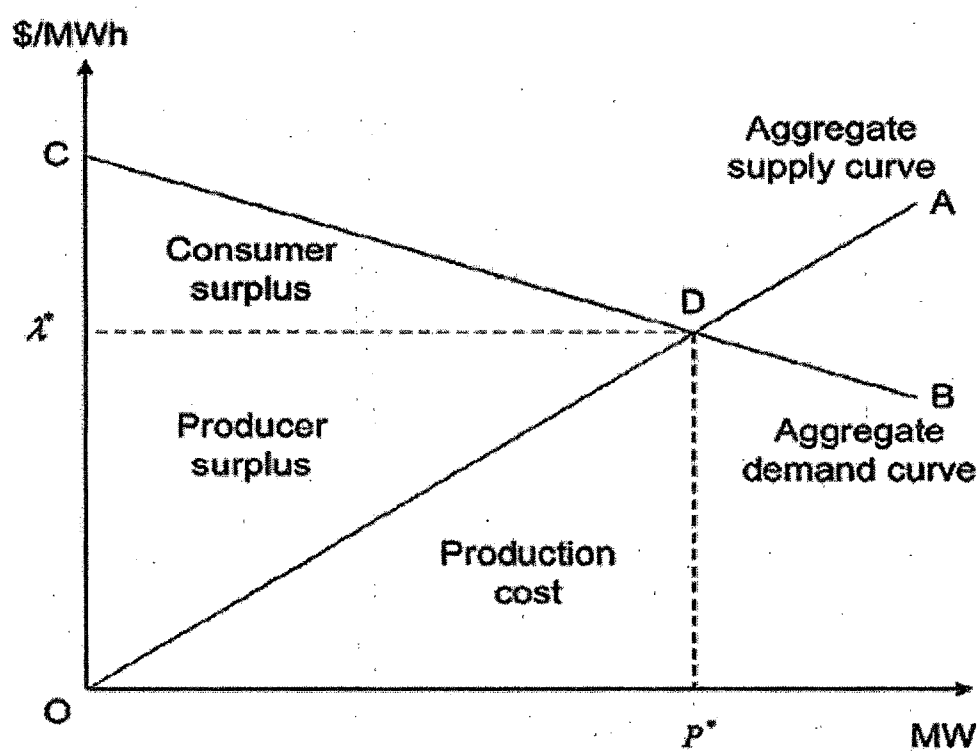 $/MWh
C
Aggregate
supply curve
A
Consumer
surplus
D
λ*
B
Producer
surplus
Aggregate
demand curve
Production
cost
O
P*
MW